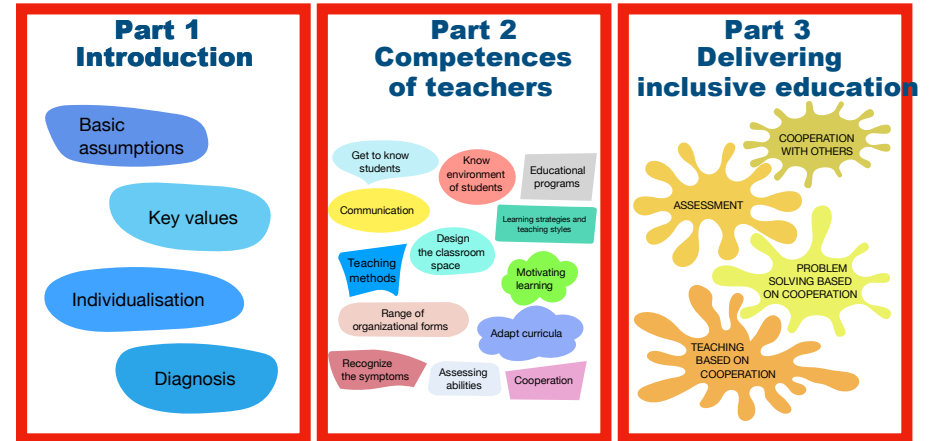 Part 1
Introduction
Basic
assumptions
Key values
Individualisation
Diagnosis
Part 2
Competences
of teachers
Get to know
students
Know
environment
of students
Educational
programs
Communication
Learning strategies and
teaching styles
Design
the classroom
space
Teaching
methods
Motivating
learning
Range of
organizational forms
Adapt curricula
Recognize
the symptoms
Assessing
abilities
Cooperation
Part 3
Delivering
inclusive education
COOPERATION
WITH OTHERS
ASSESSMENT
PROBLEM
SOLVING BASED
ON COOPERATION
TEACHING
BASED ON
COOPERATION